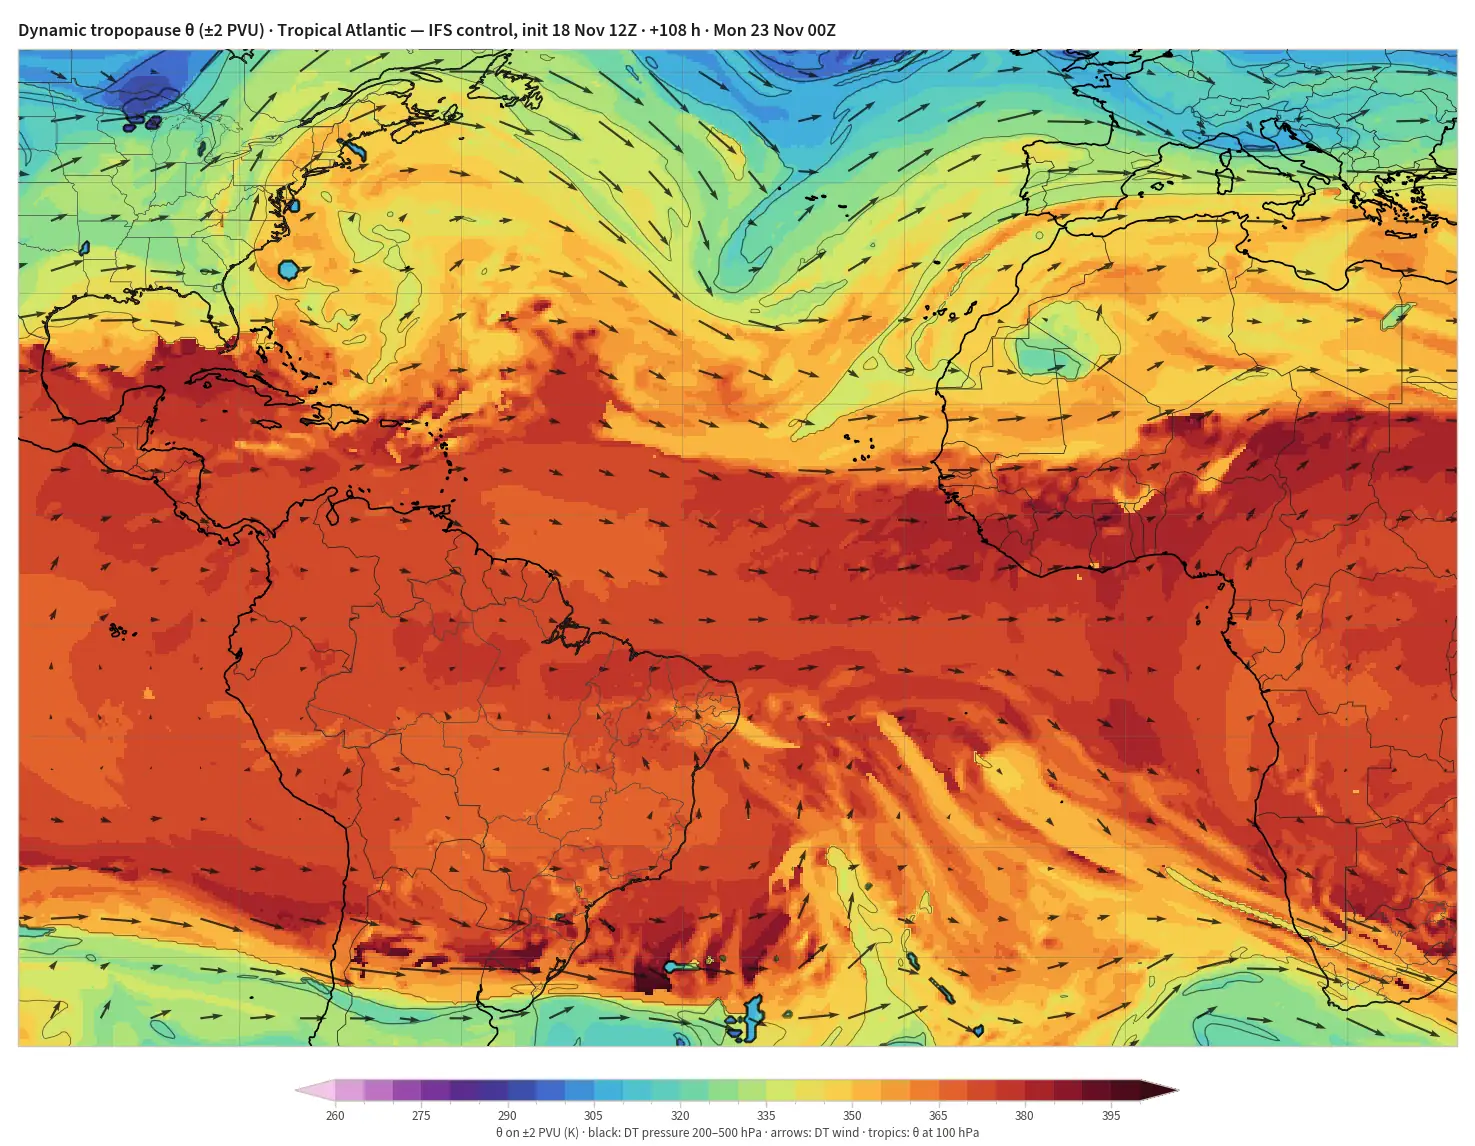 Dynamic tropopause θ (±2 PVU) · Tropical Atlantic — IFS control, init 18 Nov 12Z · +108 h · Mon 23 Nov 00Z
260 275 290 305 320 335 350 365 380 395
θ on ±2 PVU (K) · black: DT pressure 200–500 hPa · arrows: DT wind · tropics: θ at 100 hPa